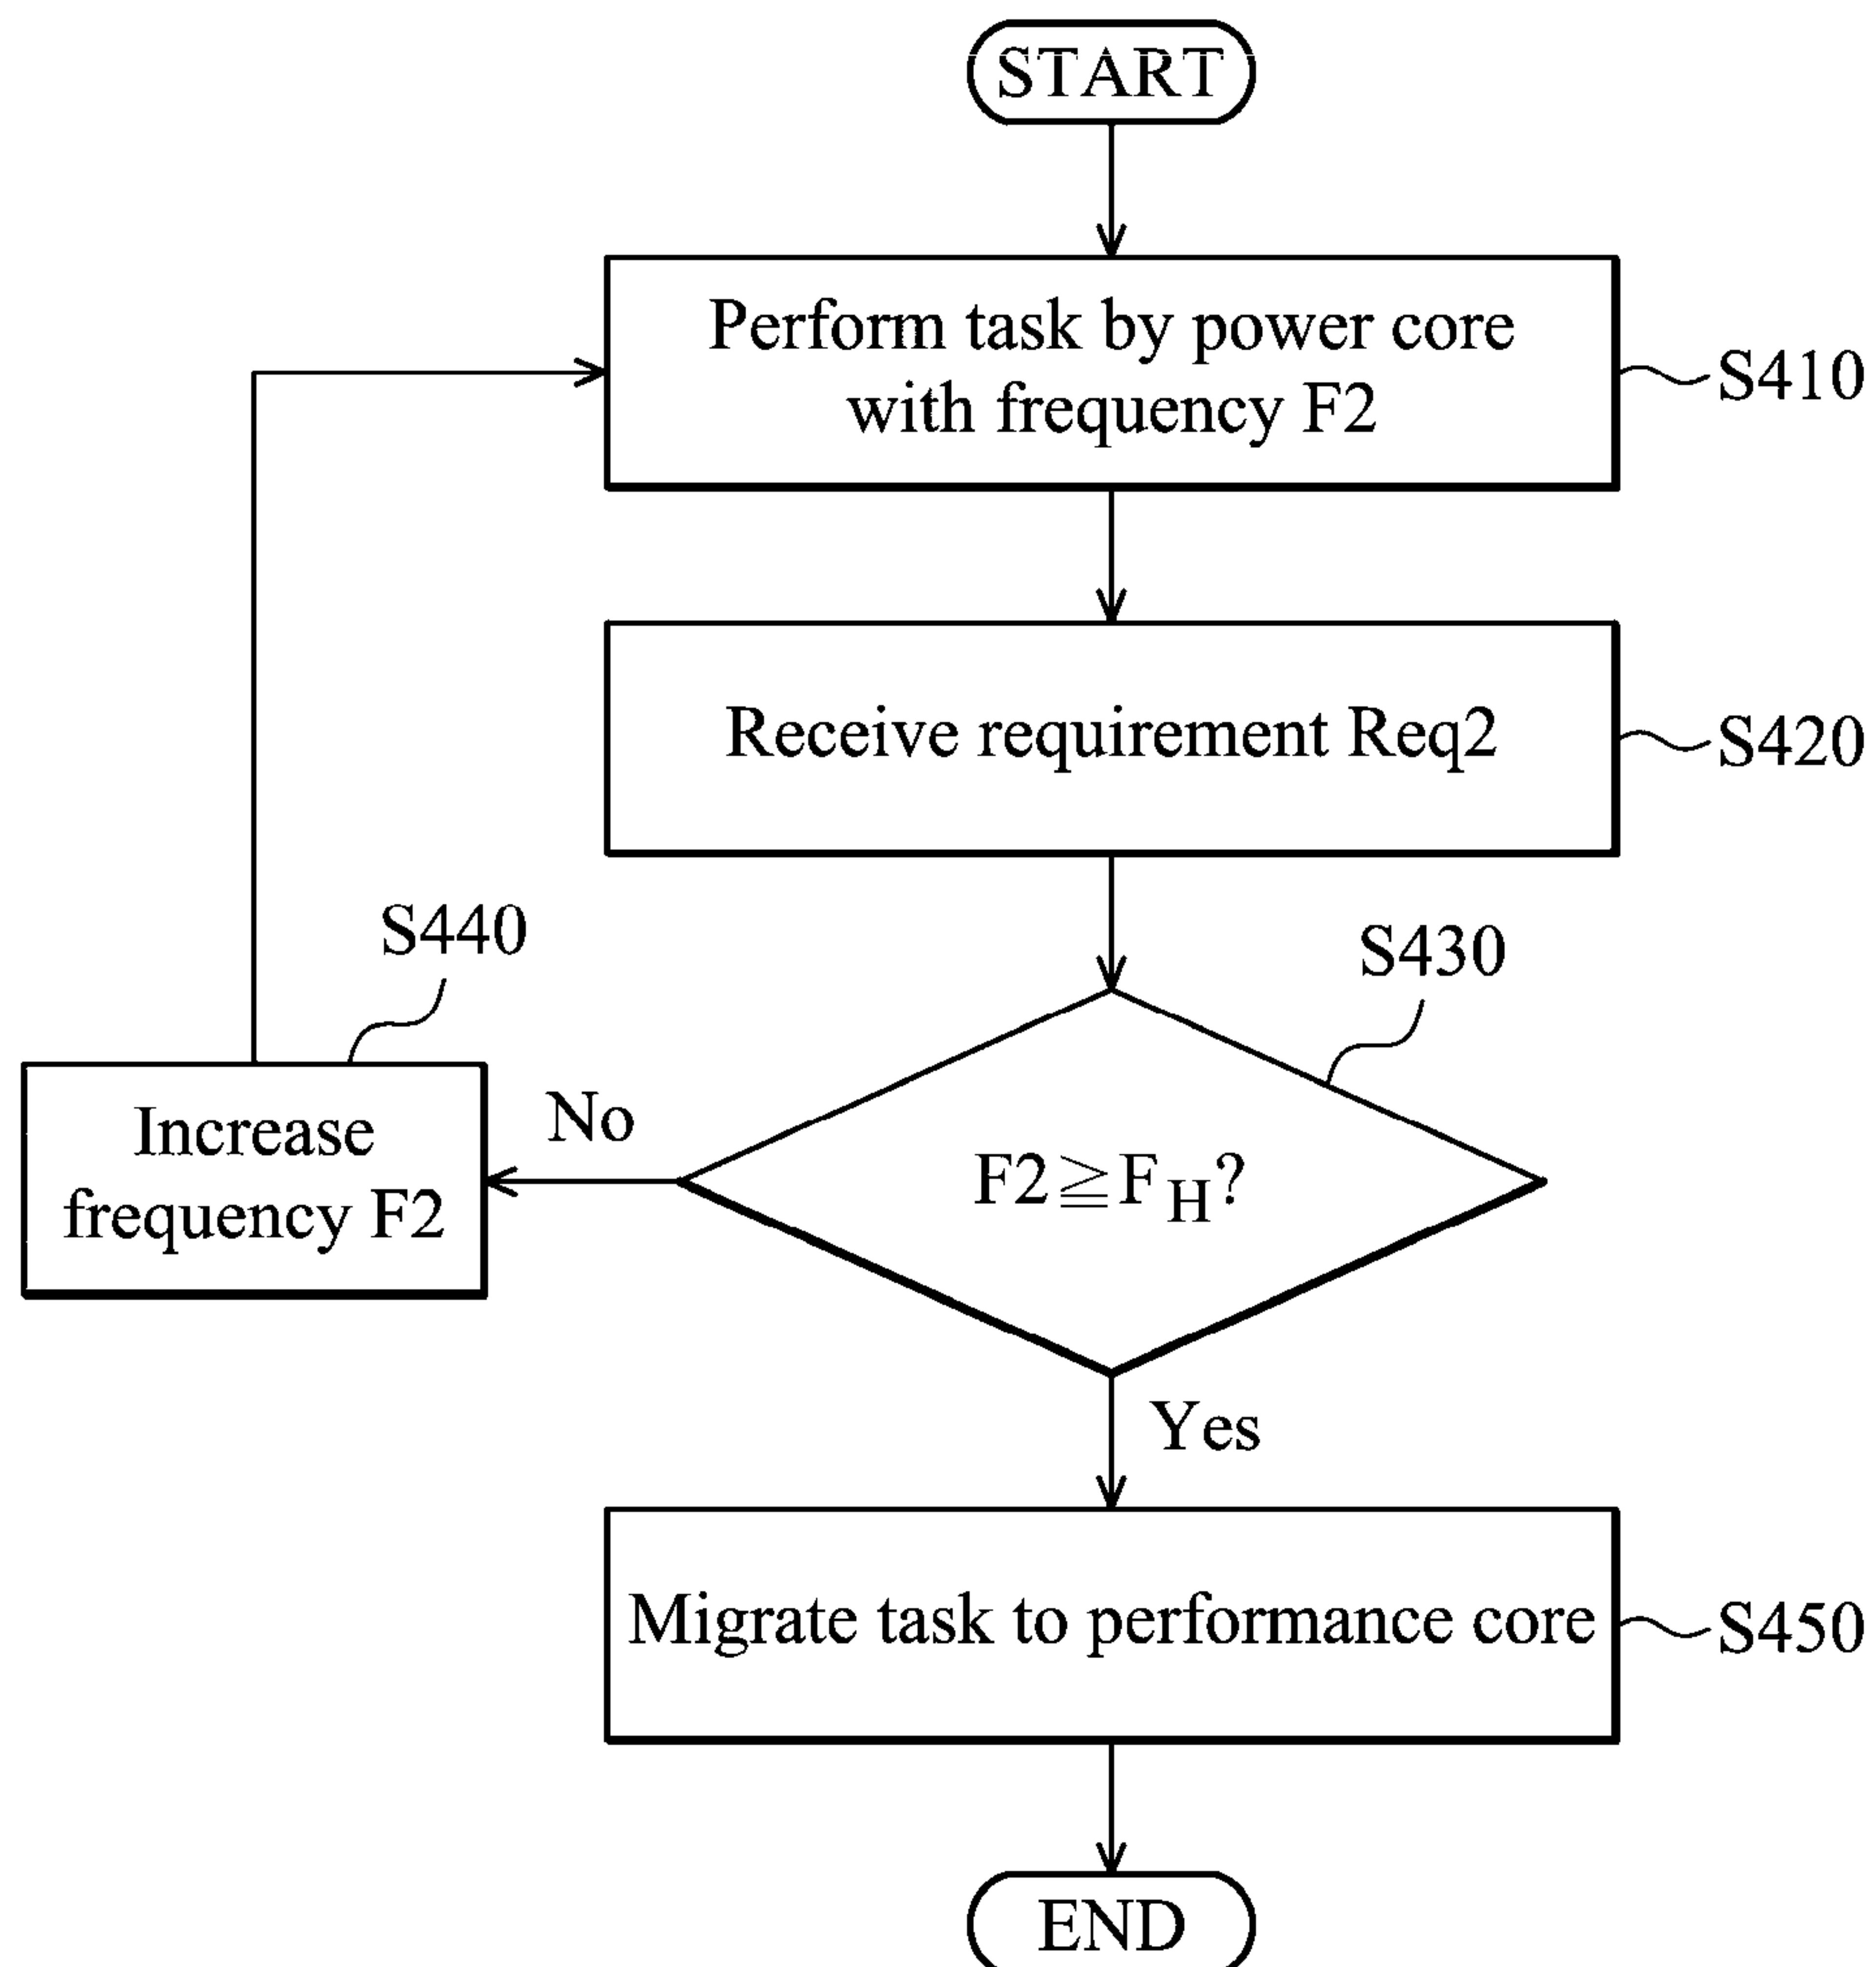 START
Perform task by power core
with frequency F2
S410
Receive requirement Req2
S420
S440
S430
Increase
frequency F2
No
F2≧FH?
Yes
Migrate task to performance core
S450
END